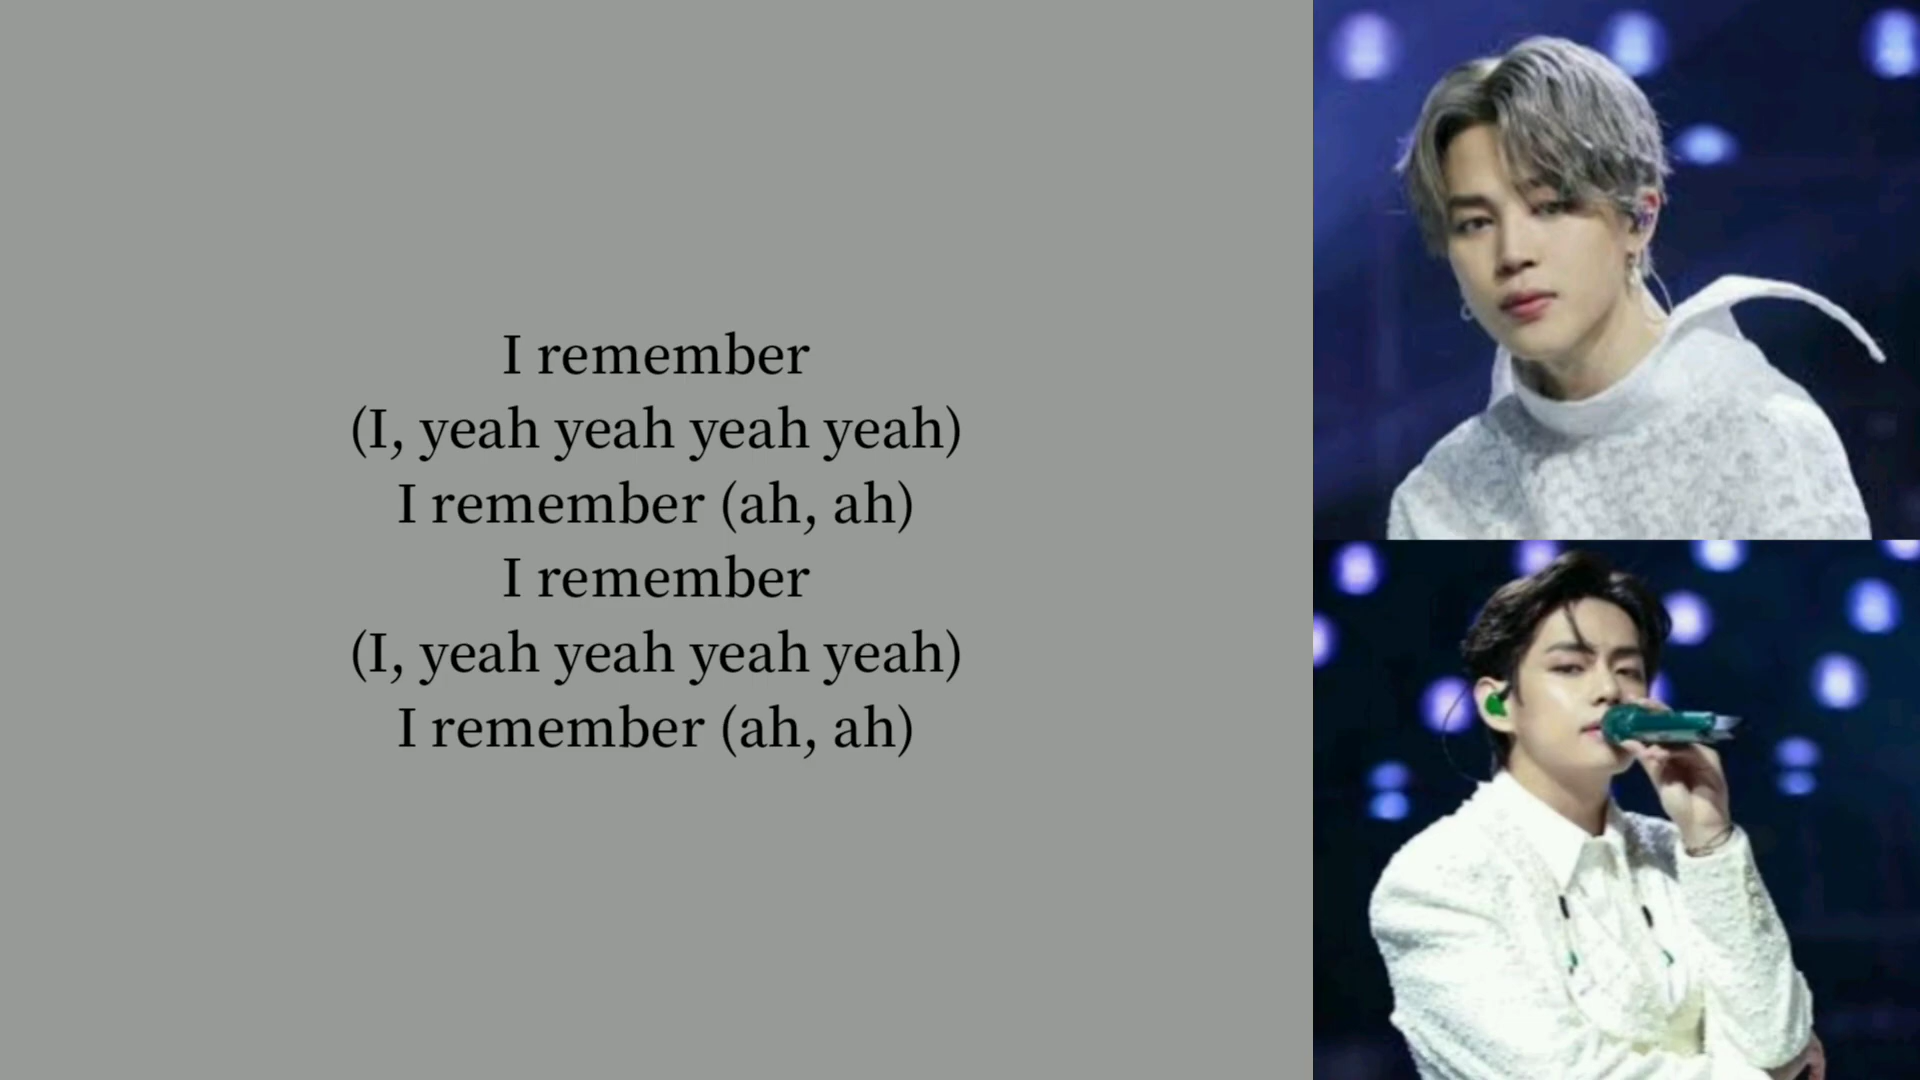 I remember
(I, yeah yeah yeah yeah)
I remember (ah, ah)
I remember
(I, yeah yeah yeah yeah)
I remember (ah, ah)